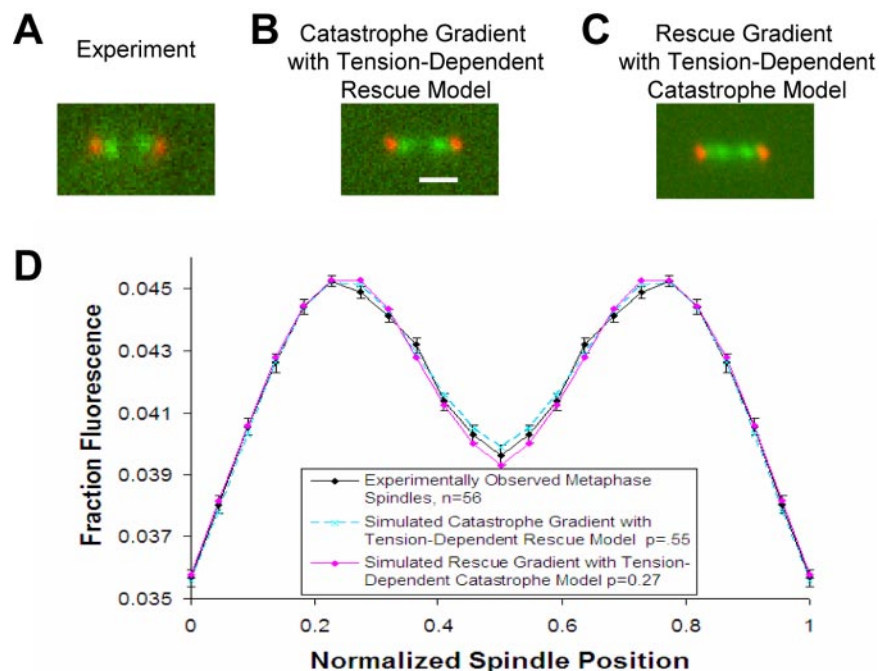 A
Experiment
B
Catastrophe Gradient
with Tension-Dependent
Rescue Model
C
Rescue Gradient
with Tension-Dependent
Catastrophe Model
D
Fraction Fluorescence
0.045
0.043
0.041
0.039
0.037
0.035
Experimentally Observed Metaphase
Spindles, n=56
Simulated Catastrophe Gradient with
Tension-Dependent Rescue Model p=.55
Simulated Rescue Gradient with Tension-
Dependent Catastrophe Model p=0.27
0 0.2 0.4 0.6 0.8 1
Normalized Spindle Position